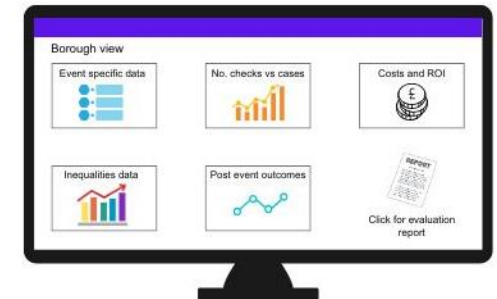 Borough view
Event specific data
No. checks vs cases
Costs and ROI
£
Inequalities data
Post event outcomes
REPORT
Click for evaluation
report